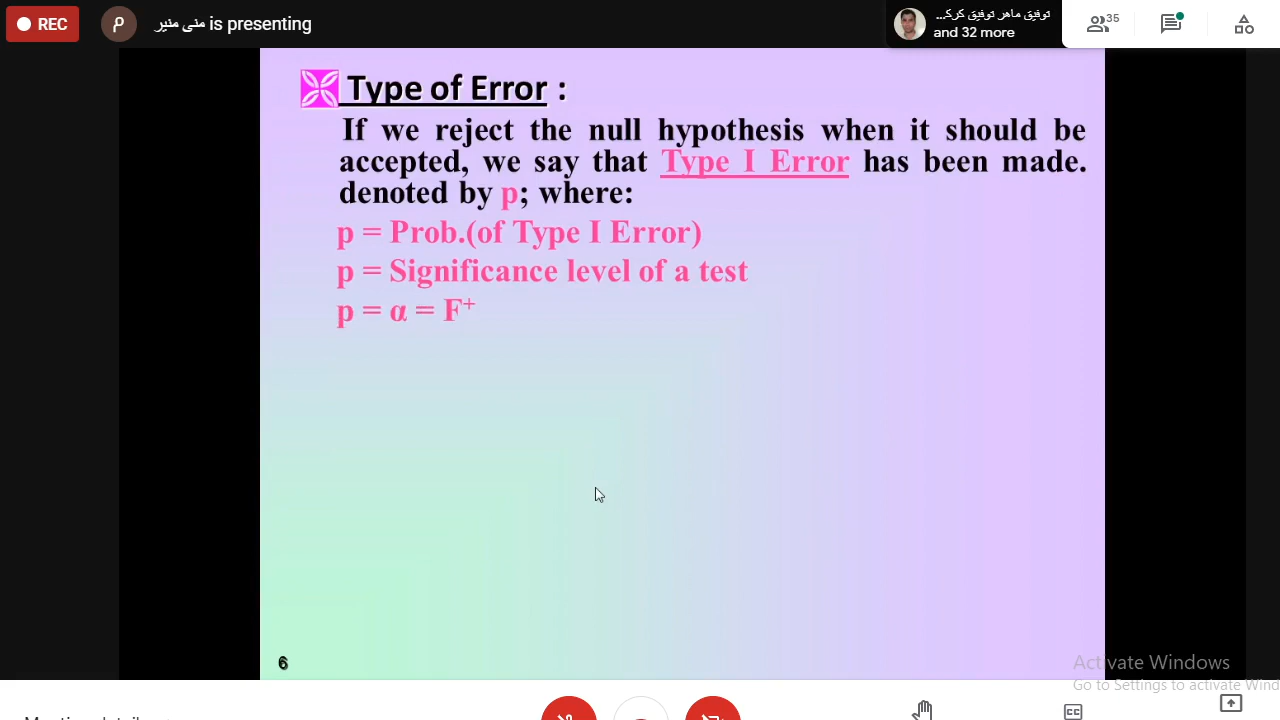 REC
م
منى منير is presenting
توفيق ماهر توفيق كرك...
and 32 more
35
Type of Error :
If we reject the null hypothesis when it should be
accepted, we say that Type I Error has been made.
denoted by p; where:
p = Prob.(of Type I Error)
p = Significance level of a test
p = α = F⁺
6
Activate Windows
Go to Settings to activate Wind
CC